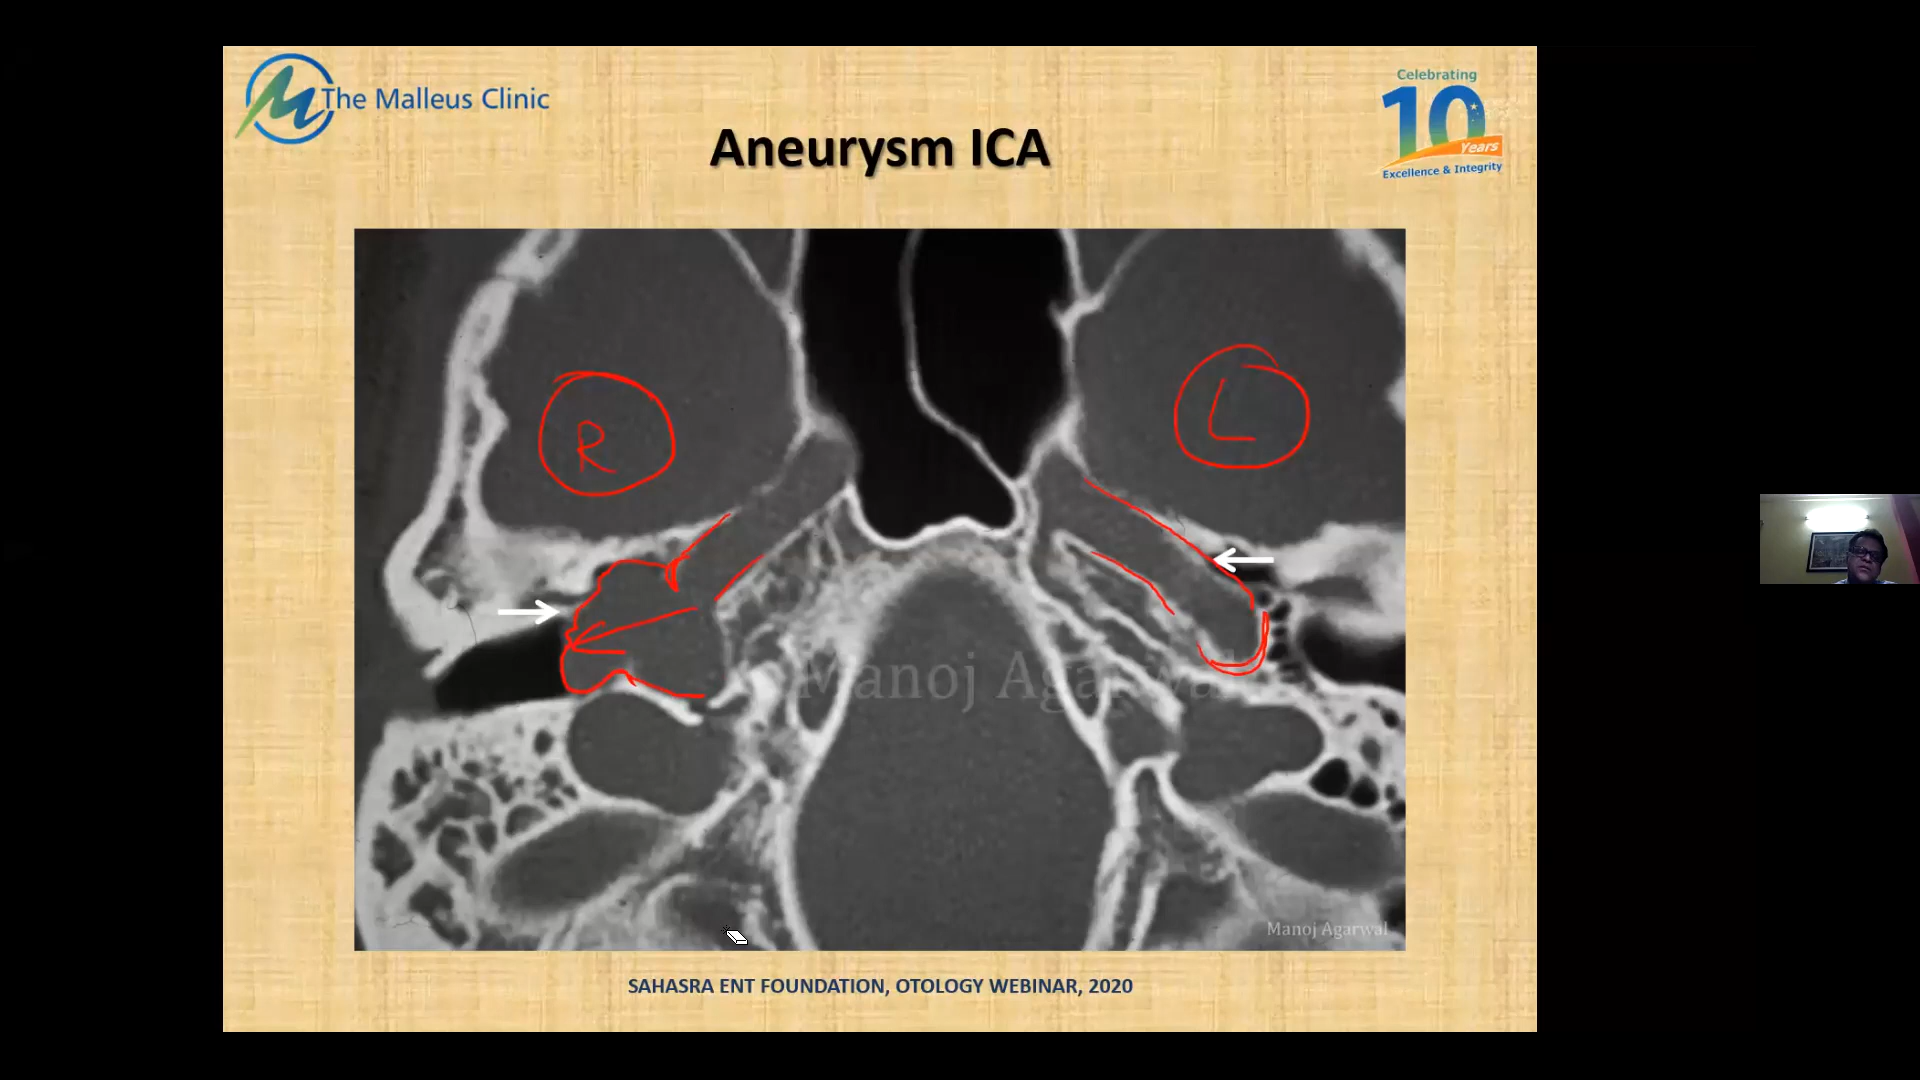 The Malleus Clinic
Celebrating
10
Years
Excellence & Integrity
Aneurysm ICA
R
L
Manoj Agarwal
Manoj Agarwal
SAHASRA ENT FOUNDATION, OTOLOGY WEBINAR, 2020